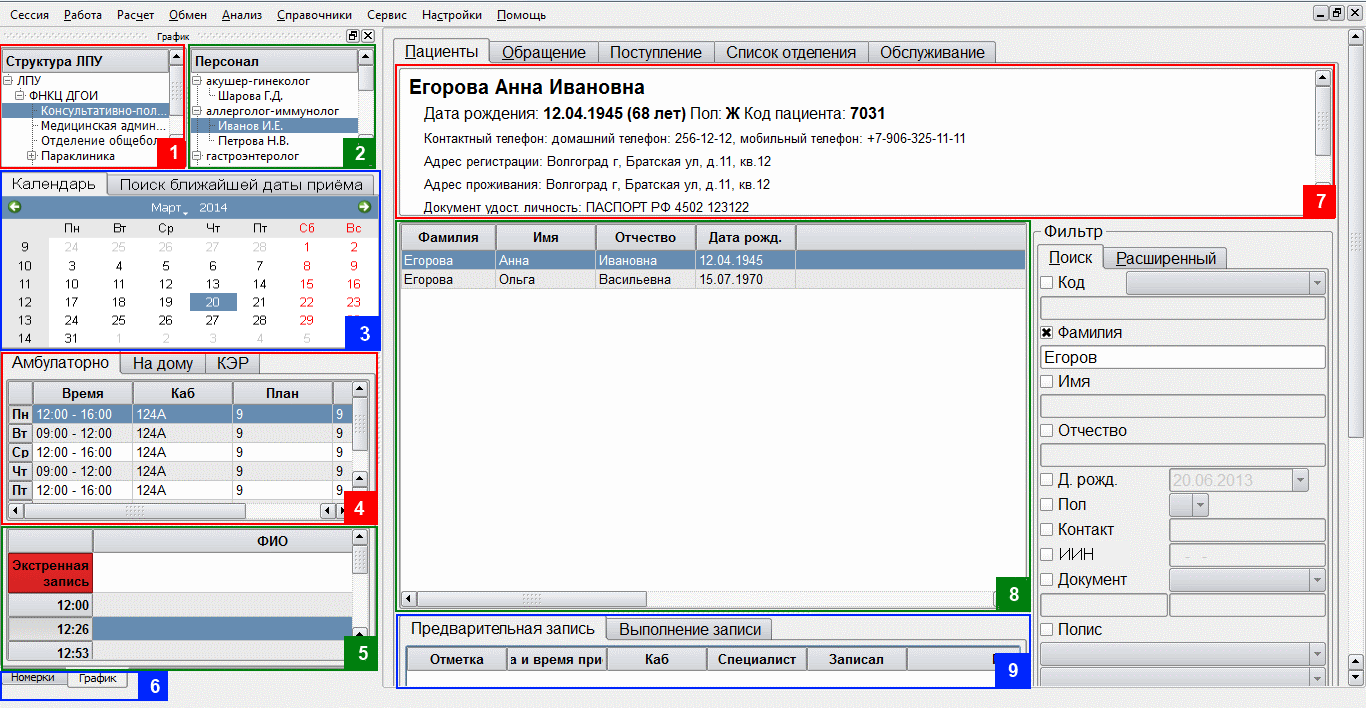 Сессия Работа Расчет Обмен Анализ Справочники Сервис Настройки Помощь
График
Структура ЛПУ
ЛПУ
ФНКЦ ДГОИ
Консультативно-пол...
Медицинская админ...
Отделение общебол
Параклиника
1
Персонал
акушер-гинеколог
Шарова Г.Д.
аллерголог-иммунолог
Иванов И.Е.
Петрова Н.В.
гастроэнтеролог
2
Календарь Поиск ближайшей даты приёма
Март 2014
Пн Вт Ср Чт Пт Сб Вс
9 24 25 26 27 28 1 2
10 3 4 5 6 7 8 9
11 10 11 12 13 14 15 16
12 17 18 19 20 21 22 23
13 24 25 26 27 28 29
14 31 1 2 3 4 5
3
Амбулаторно На дому КЭР
Время Каб План
Пн 12:00 - 16:00 124А 9 9
Вт 09:00 - 12:00 124А 9 9
Ср 12:00 - 16:00 124А 9 9
Чт 09:00 - 12:00 124А 9 9
Пт 12:00 - 16:00 124А 9 9
4
ФИО
Экстренная
запись
12:00
12:26
12:53
5
Номерки График
6
Пациенты Обращение Поступление Список отделения Обслуживание
Егорова Анна Ивановна
Дата рождения: 12.04.1945 (68 лет) Пол: Ж Код пациента: 7031
Контактный телефон: домашний телефон: 256-12-12, мобильный телефон: +7-906-325-11-11
Адрес регистрации: Волгоград г, Братская ул, д.11, кв.12
Адрес проживания: Волгоград г, Братская ул, д.11, кв.12
Документ удост. личность: ПАСПОРТ РФ 4502 123122
7
Фамилия Имя Отчество Дата рожд.
Егорова Анна Ивановна 12.04.1945
Егорова Ольга Васильевна 15.07.1970
8
Предварительная запись Выполнение записи
Отметка а и время при Каб Специалист Записал
9
Фильтр
Поиск Расширенный
Код
Фамилия
Егоров
Имя
Отчество
Д. рожд. 20.06.2013
Пол
Контакт
ИИН - -
Документ
Полис